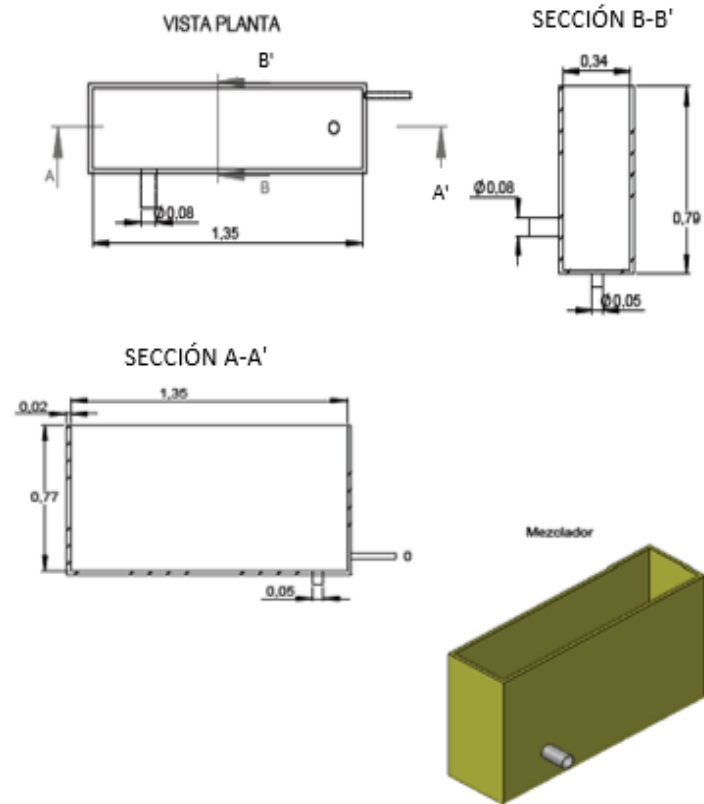 VISTA PLANTA
B'
A
B
A'
Ø0,08
1,35
SECCIÓN B-B'
0,34
Ø0,08
0,79
Ø0,05
SECCIÓN A-A'
1,35
0,02
0,77
0
0,05
Mezclador